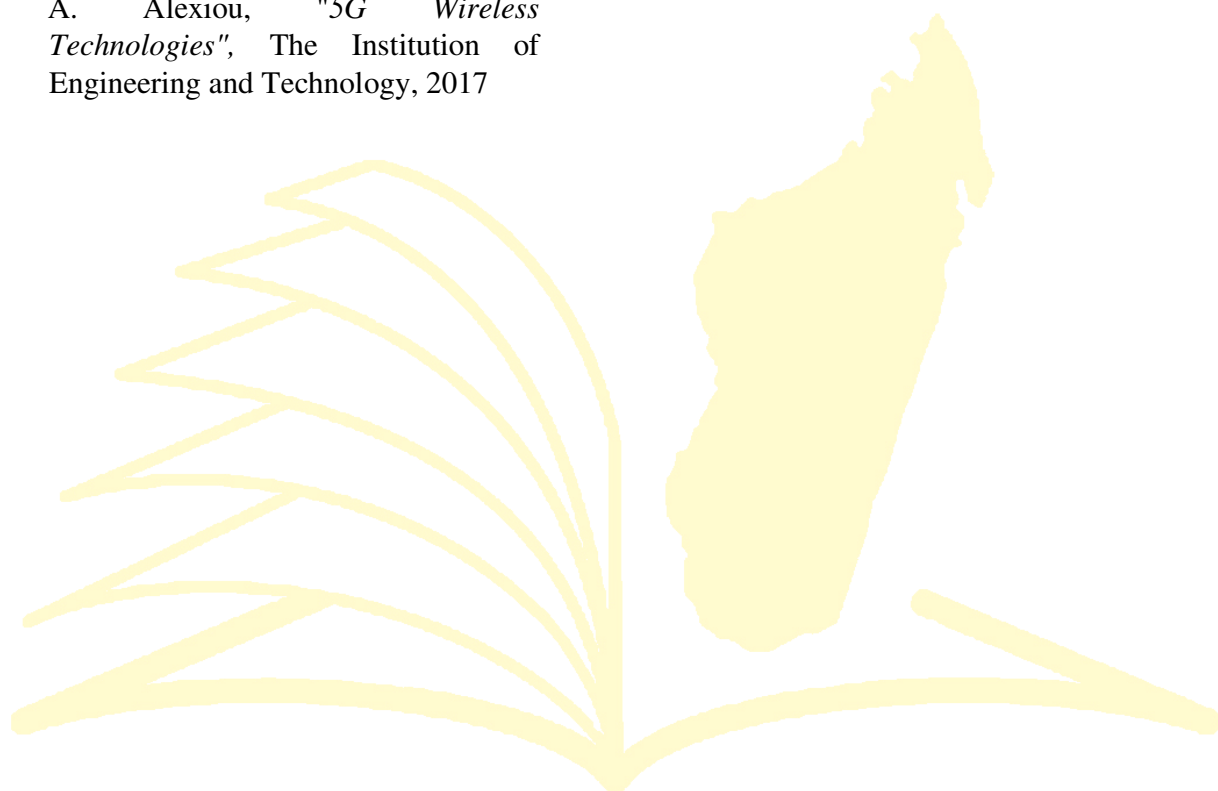 A. Alexiou, "5G Wireless
Technologies", The Institution of
Engineering and Technology, 2017